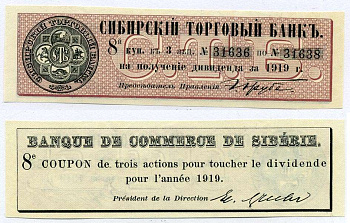 СИБИРСКІЙ ТОРГОВЫЙ БАНКЪ.
8й куп. къ 3 акц. № 31636 по № 31638
на полученіе дивиденда за 1919 г.
Предсѣдатель Правленія
BANQUE DE COMMERCE DE SIBÉRIE.
8e COUPON de trois actions pour toucher le dividende
pour l'année 1919.
Président de la Direction